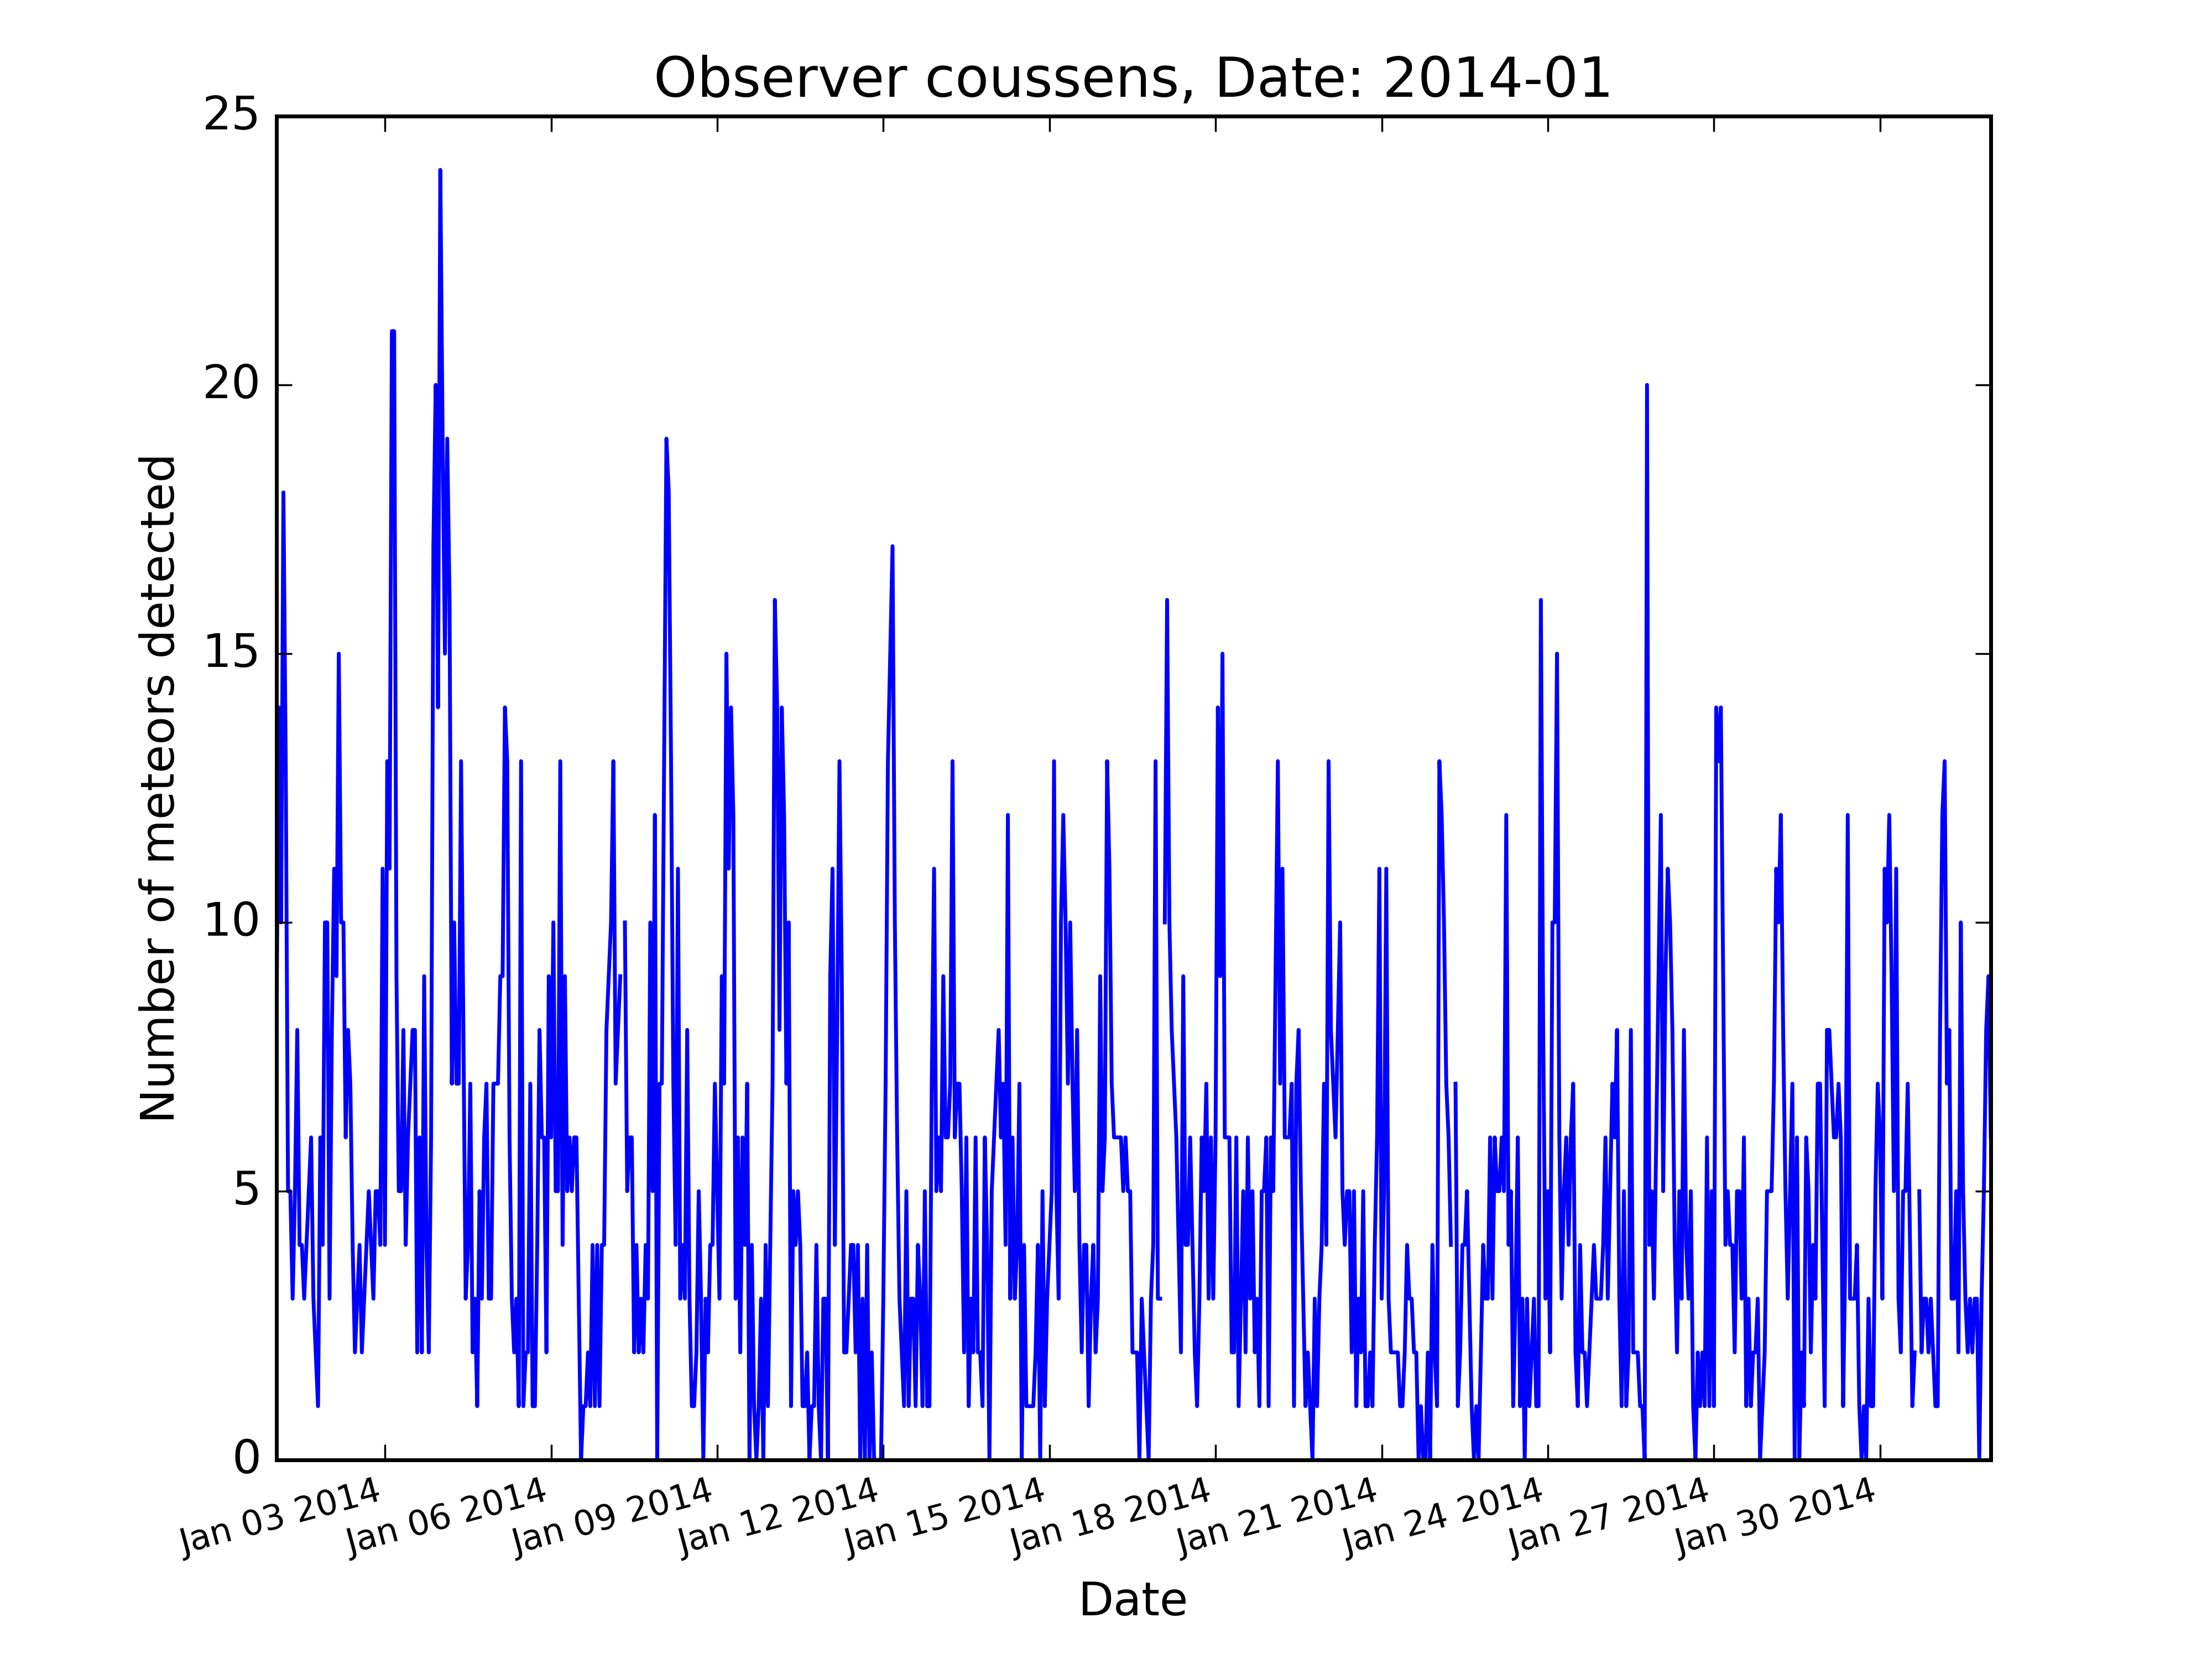 Observer coussens, Date: 2014-01
25
20
15
10
5
0
Number of meteors detected
Jan 03 2014
Jan 06 2014
Jan 09 2014
Jan 12 2014
Jan 15 2014
Jan 18 2014
Jan 21 2014
Jan 24 2014
Jan 27 2014
Jan 30 2014
Date